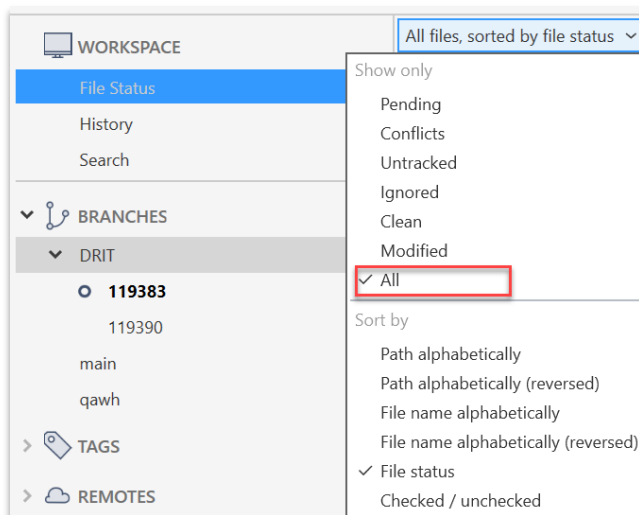 WORKSPACE
File Status
History
Search
BRANCHES
DRIT
119383
119390
main
qawh
TAGS
REMOTES
All files, sorted by file status
Show only
Pending
Conflicts
Untracked
Ignored
Clean
Modified
All
Sort by
Path alphabetically
Path alphabetically (reversed)
File name alphabetically
File name alphabetically (reversed)
File status
Checked / unchecked